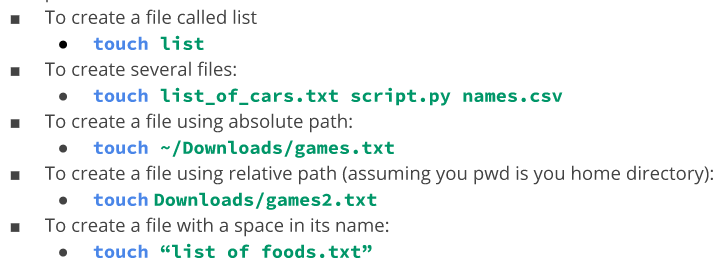 ■ To create a file called list
● touch list
■ To create several files:
● touch list_of_cars.txt script.py names.csv
■ To create a file using absolute path:
● touch ~/Downloads/games.txt
■ To create a file using relative path (assuming you pwd is you home directory):
● touch Downloads/games2.txt
■ To create a file with a space in its name:
● touch “list of foods.txt”